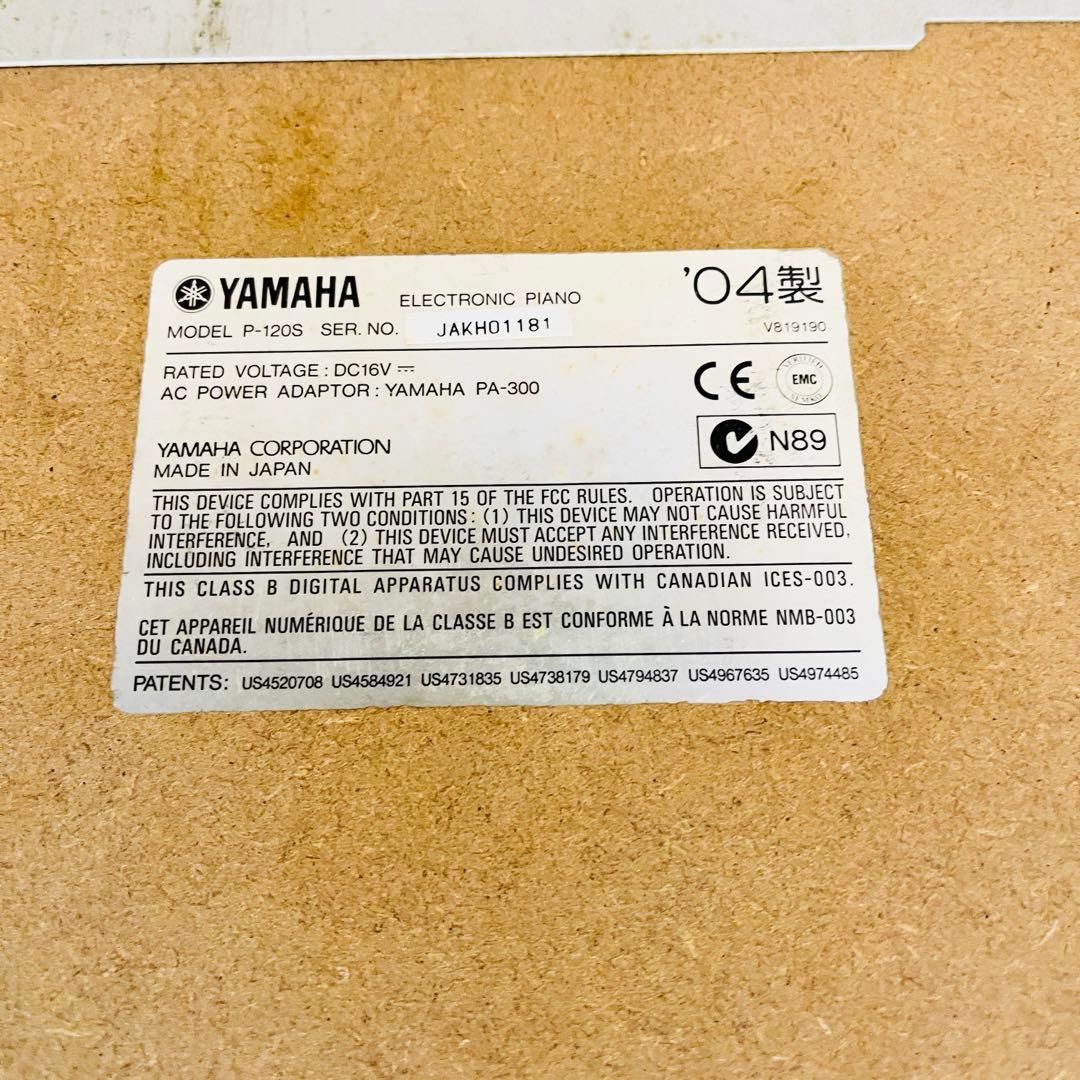 YAMAHA ELECTRONIC PIANO '04製
MODEL P-120S SER. NO. JAKH01181 V819190
RATED VOLTAGE : DC16V
AC POWER ADAPTOR : YAMAHA PA-300
CE
VERIFIED EMC
N89
YAMAHA CORPORATION
MADE IN JAPAN
THIS DEVICE COMPLIES WITH PART 15 OF THE FCC RULES. OPERATION IS SUBJECT
TO THE FOLLOWING TWO CONDITIONS: (1) THIS DEVICE MAY NOT CAUSE HARMFUL
INTERFERENCE, AND (2) THIS DEVICE MUST ACCEPT ANY INTERFERENCE RECEIVED,
INCLUDING INTERFERENCE THAT MAY CAUSE UNDESIRED OPERATION.
THIS CLASS B DIGITAL APPARATUS COMPLIES WITH CANADIAN ICES-003.
CET APPAREIL NUMÉRIQUE DE LA CLASSE B EST CONFORME À LA NORME NMB-003
DU CANADA.
PATENTS: US4520708 US4584921 US4731835 US4738179 US4794837 US4967635 US4974485